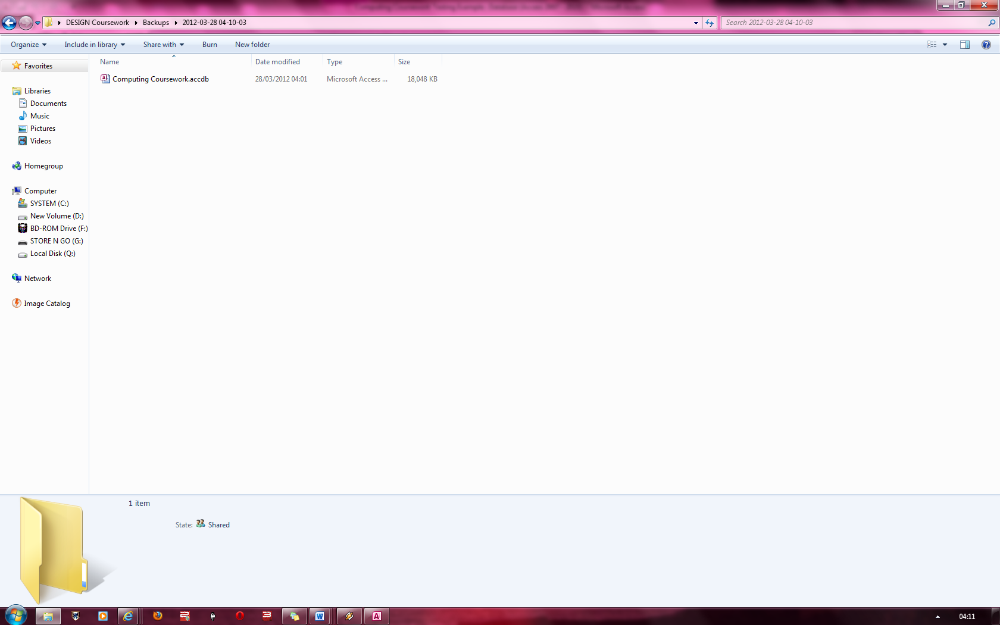 DESIGN Coursework Backups 2012-03-28 04-10-03
Search 2012-03-28 04-10-03
Organize Include in library Share with Burn New folder
Name Date modified Type Size
Computing Coursework.accdb 28/03/2012 04:01 Microsoft Access ... 18,048 KB
Favorites
Libraries
Documents
Music
Pictures
Videos
Homegroup
Computer
SYSTEM (C:)
New Volume (D:)
BD-ROM Drive (F:)
STORE N GO (G:)
Local Disk (Q:)
Network
Image Catalog
1 item
State: Shared
04:11